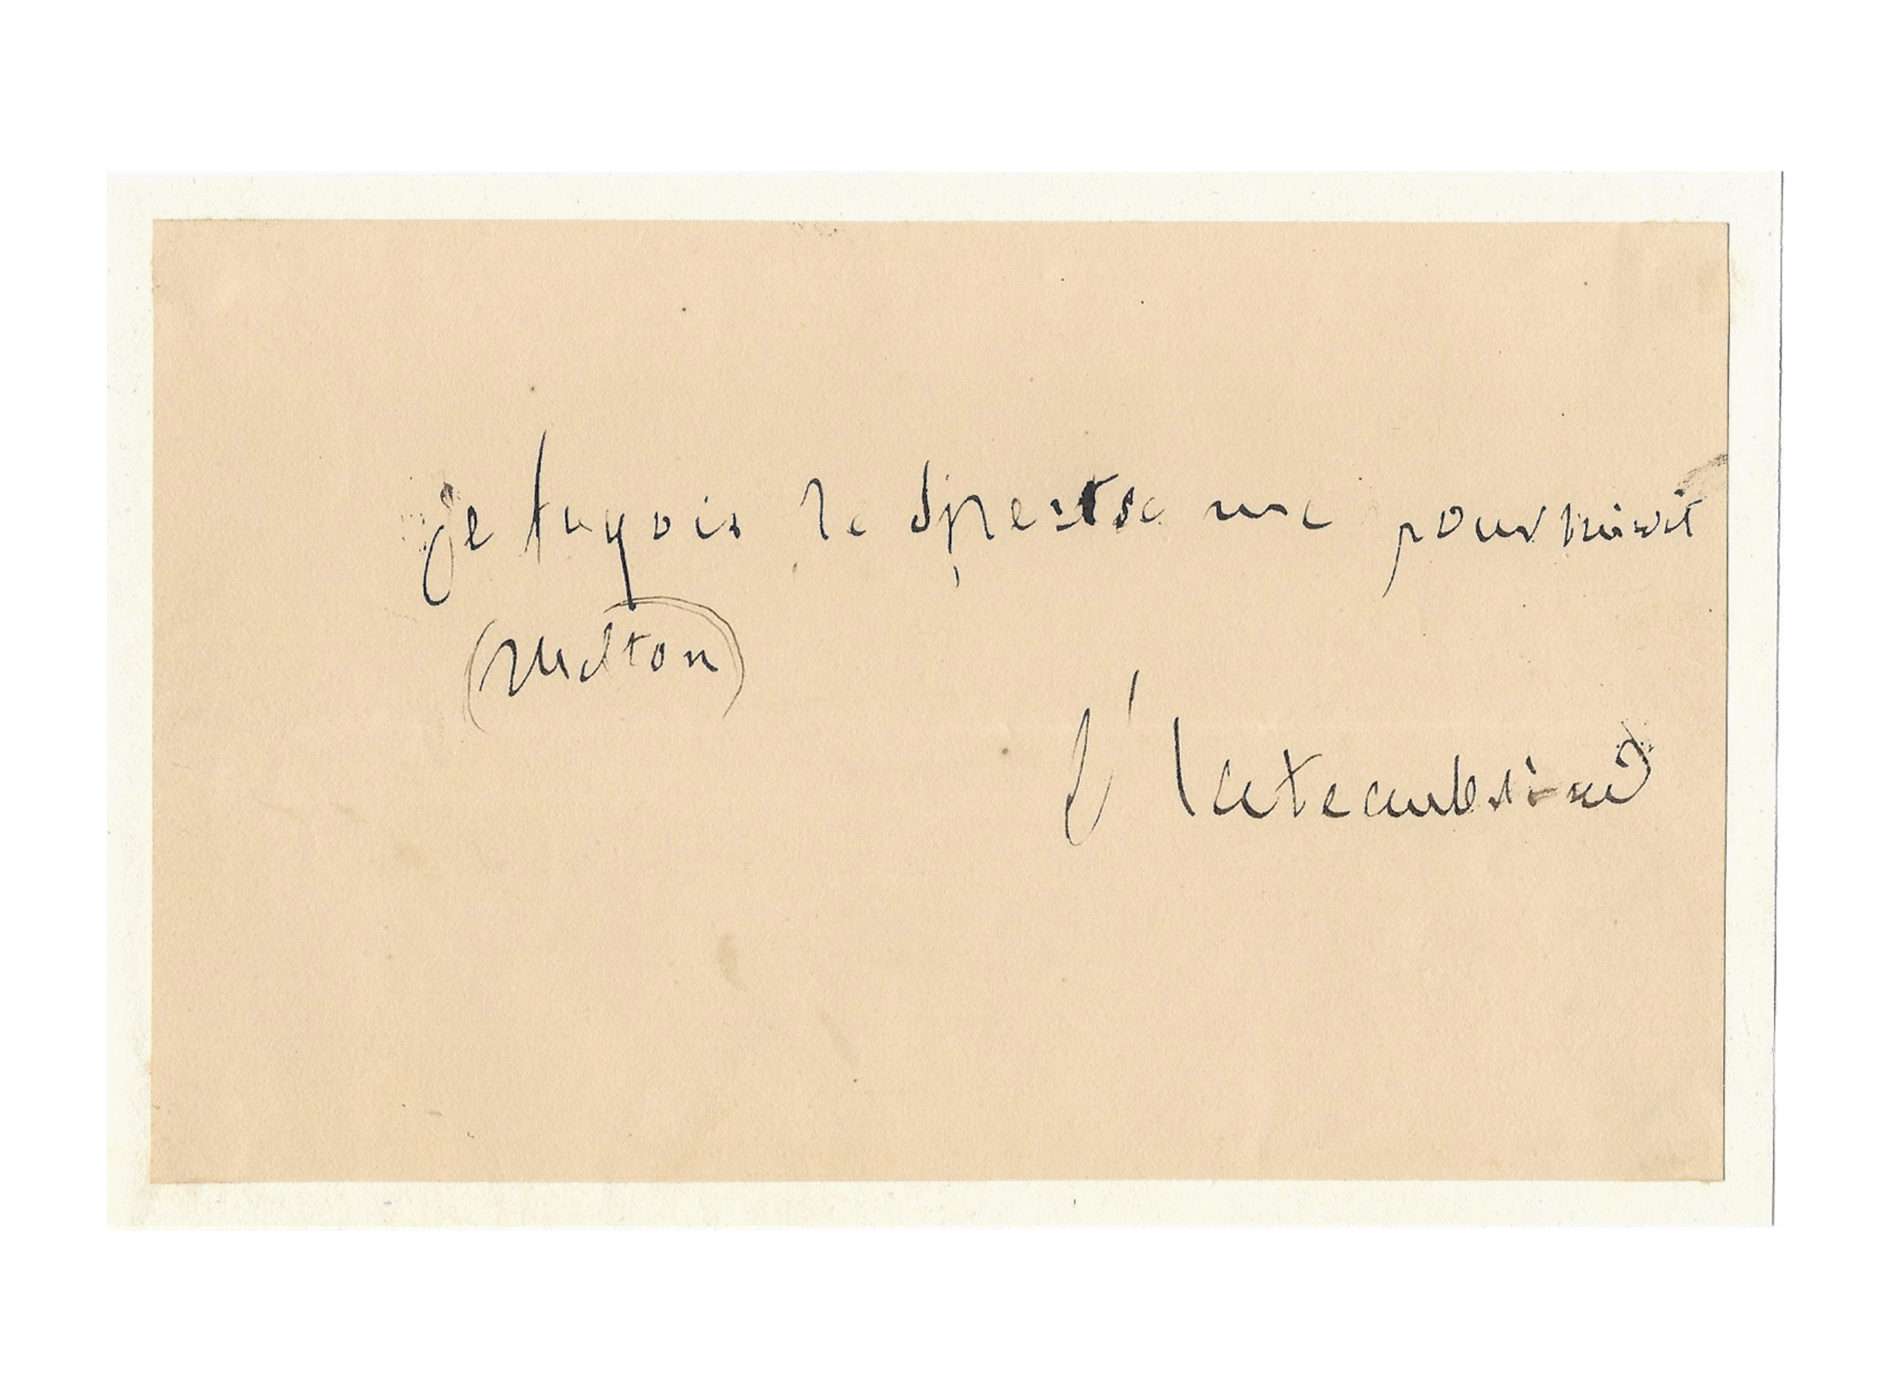 je fuyois le Spectre me poursuivit
(Milton)
Chateaubriand